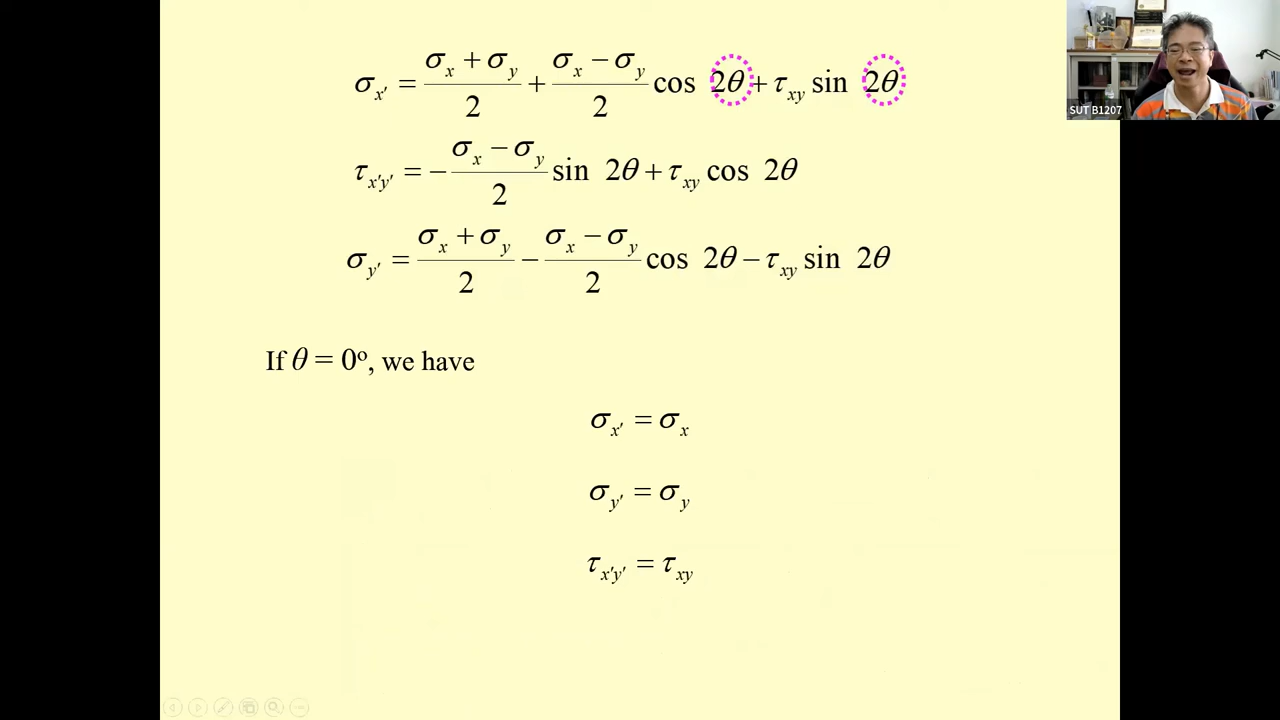 σx′ = (σx + σy)/2 + (σx − σy)/2 cos 2θ + τxy sin 2θ
SUT B1207
τx′y′ = −(σx − σy)/2 sin 2θ + τxy cos 2θ
σy′ = (σx + σy)/2 − (σx − σy)/2 cos 2θ − τxy sin 2θ
If θ = 0º, we have
σx′ = σx
σy′ = σy
τx′y′ = τxy